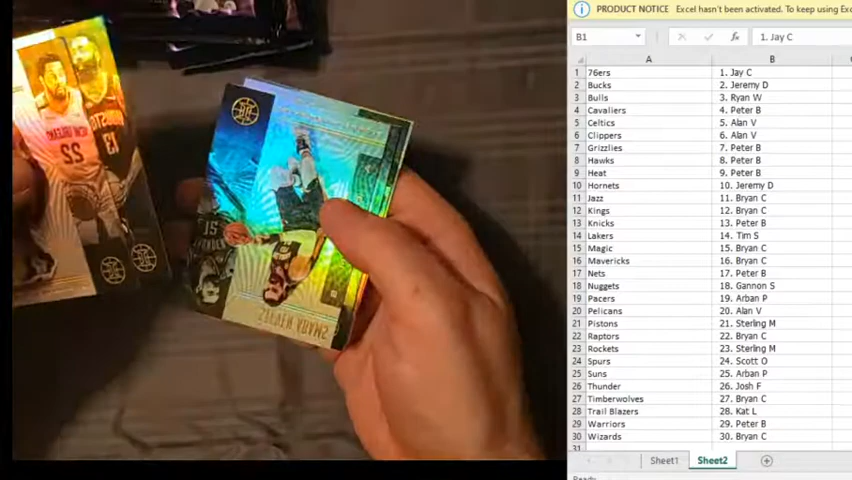 PRODUCT NOTICE Excel hasn't been activated. To keep using Exc
B1 fx 1. Jay C
A B
1 76ers 1. Jay C
2 Bucks 2. Jeremy D
3 Bulls 3. Ryan W
4 Cavaliers 4. Peter B
5 Celtics 5. Alan V
6 Clippers 6. Alan V
7 Grizzlies 7. Peter B
8 Hawks 8. Peter B
9 Heat 9. Peter B
10 Hornets 10. Jeremy D
11 Jazz 11. Bryan C
12 Kings 12. Bryan C
13 Knicks 13. Peter B
14 Lakers 14. Tim S
15 Magic 15. Bryan C
16 Mavericks 16. Bryan C
17 Nets 17. Peter B
18 Nuggets 18. Gannon S
19 Pacers 19. Arban P
20 Pelicans 20. Alan V
21 Pistons 21. Sterling M
22 Raptors 22. Bryan C
23 Rockets 23. Sterling M
24 Spurs 24. Scott O
25 Suns 25. Arban P
26 Thunder 26. Josh F
27 Timberwolves 27. Bryan C
28 Trail Blazers 28. Kat L
29 Warriors 29. Peter B
30 Wizards 30. Bryan C
31
Sheet1 Sheet2
Ready
22
13